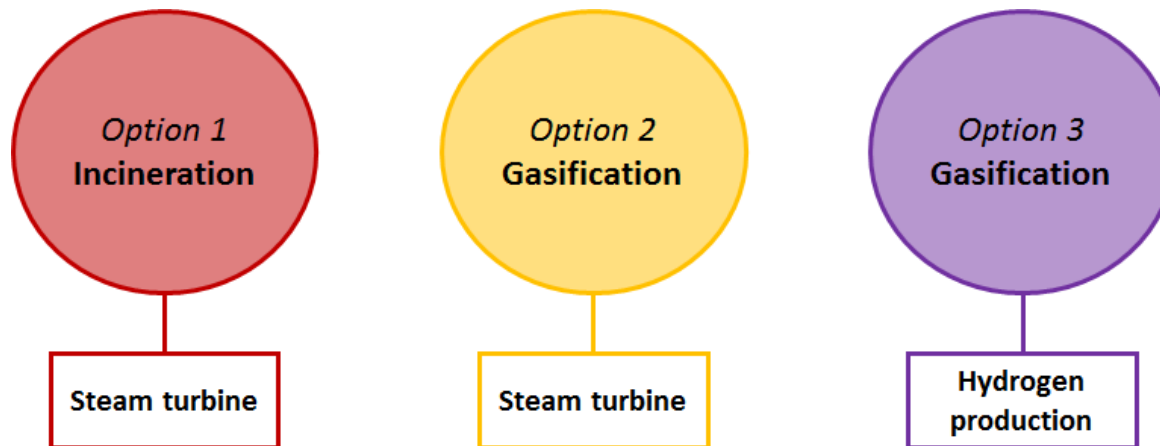 Option 1
Incineration
Steam turbine
Option 2
Gasification
Steam turbine
Option 3
Gasification
Hydrogen
production